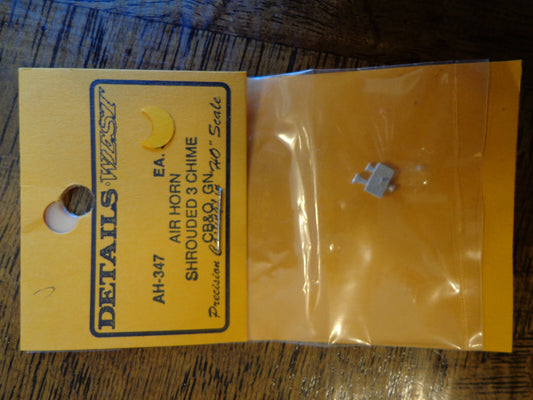 DETAILS WEST
AH-347 EA.
AIR HORN
SHROUDED 3 CHIME
CB&Q, GN
Precision "HO" Scale